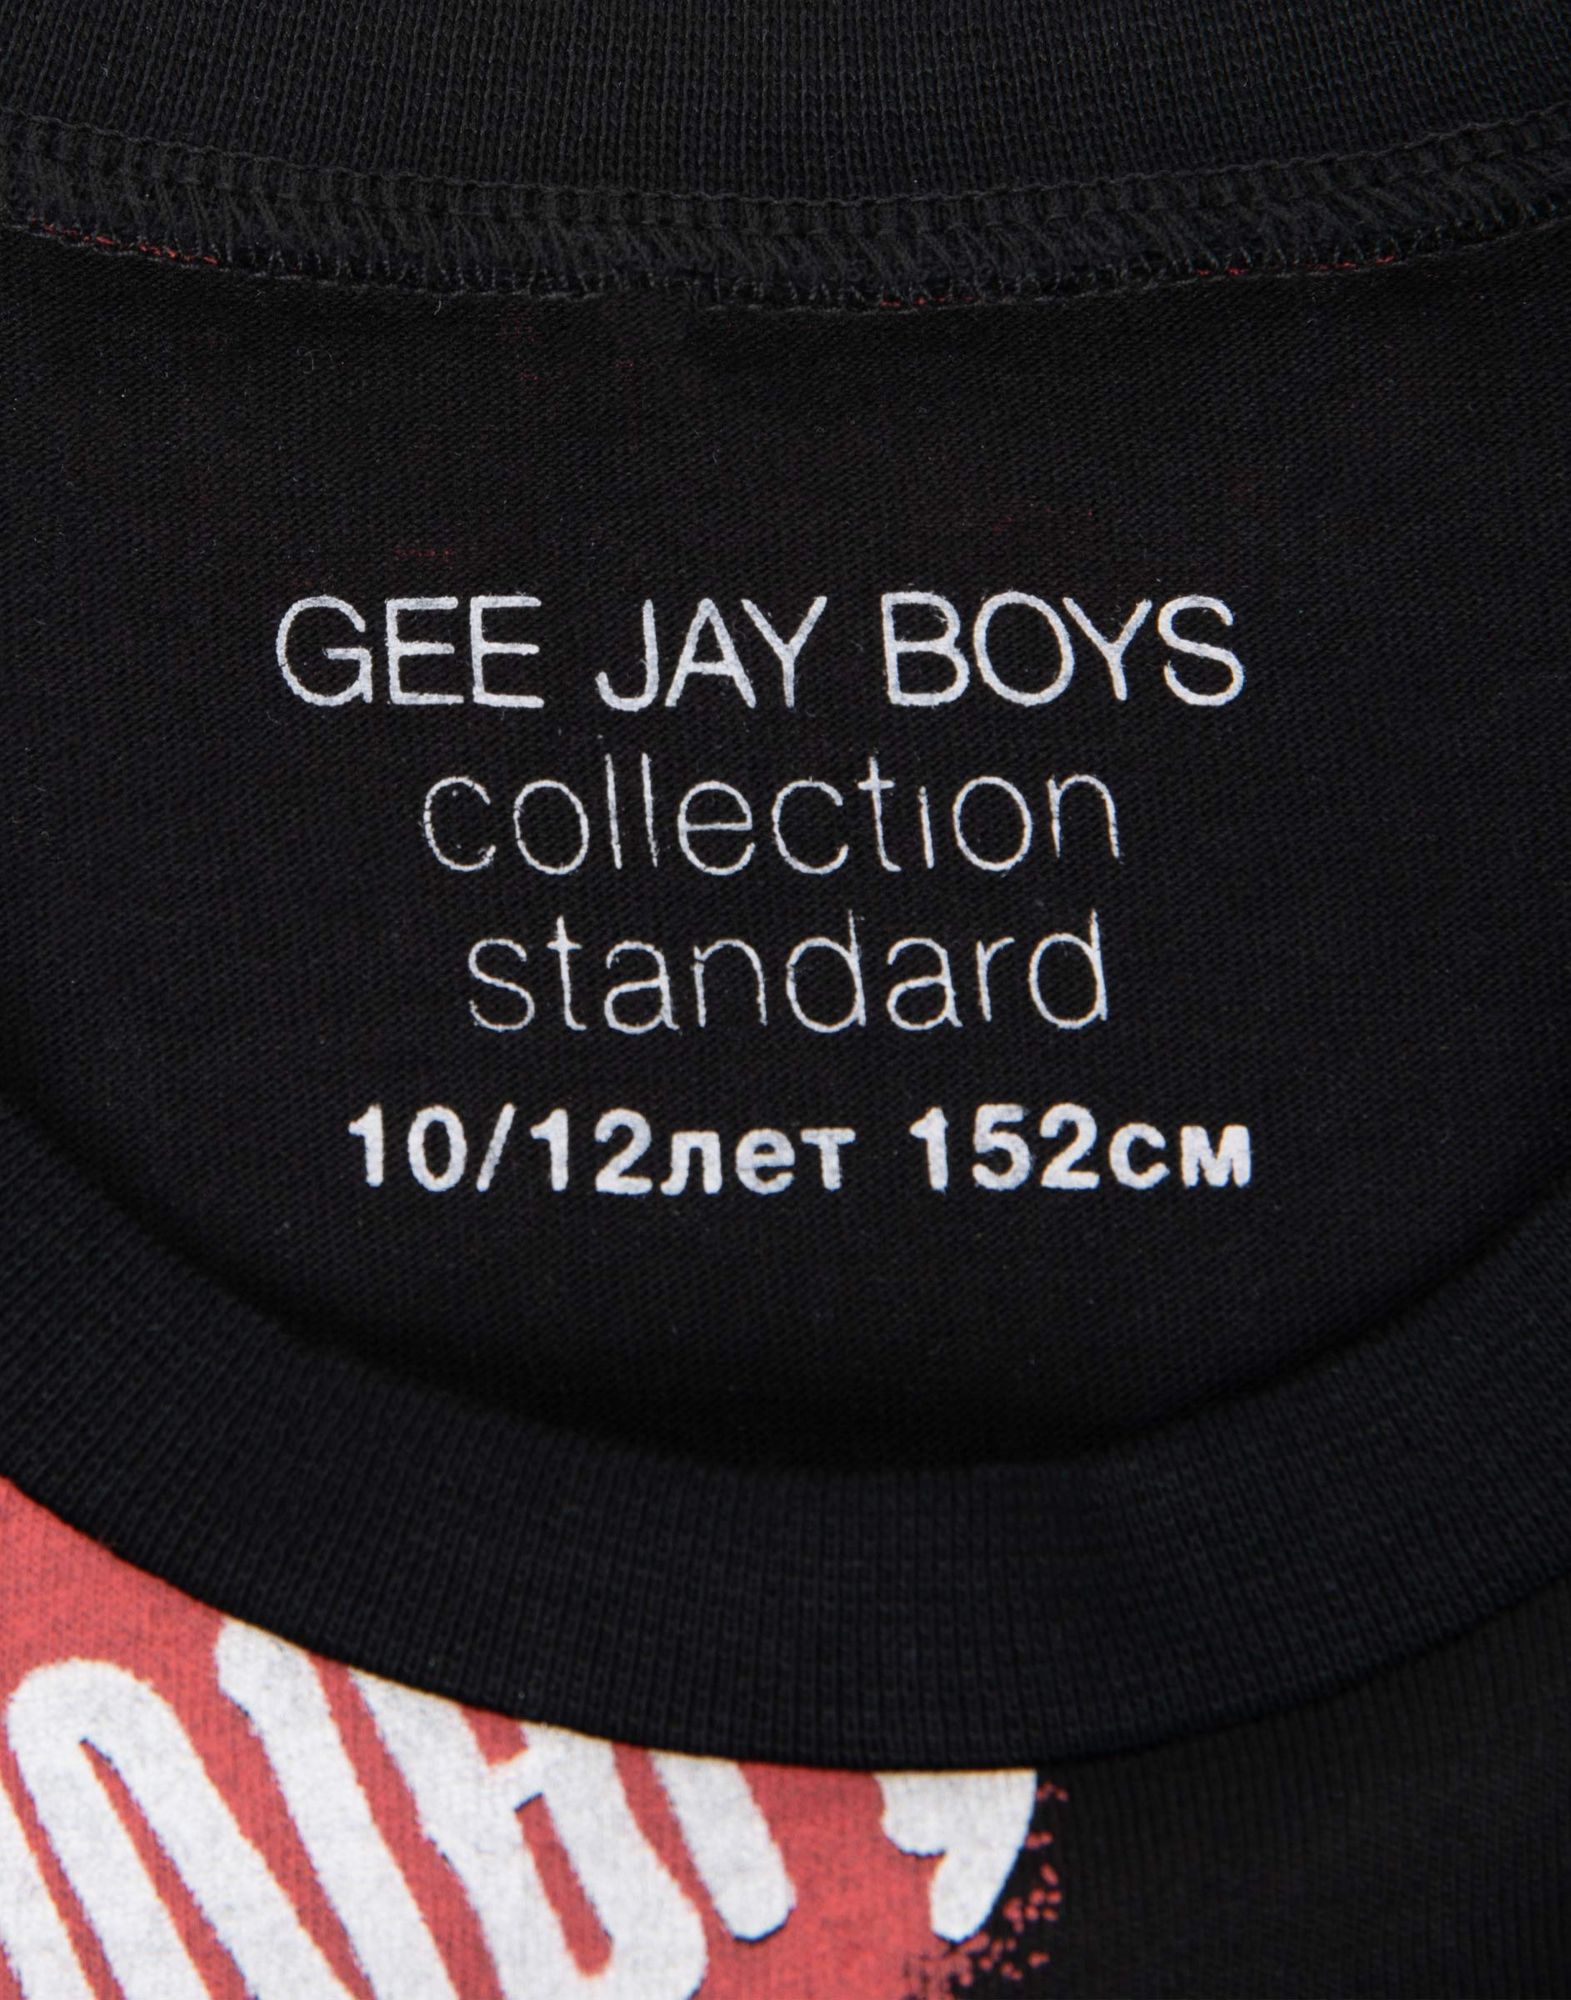 GEE JAY BOYS
collection
standard
10/12лет 152см